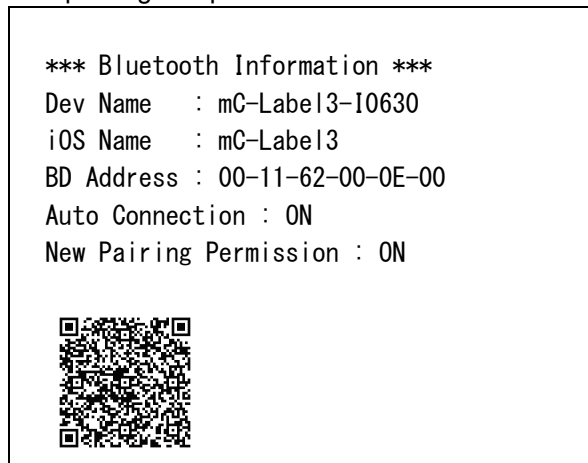 *** Bluetooth Information ***
Dev Name   : mC-Label3-I0630
iOS Name   : mC-Label3
BD Address : 00-11-62-00-0E-00
Auto Connection : ON
New Pairing Permission : ON